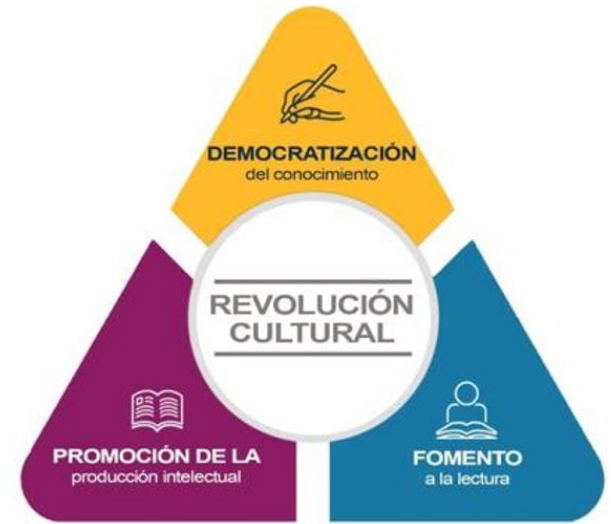 DEMOCRATIZACIÓN
del conocimiento
REVOLUCIÓN
CULTURAL
PROMOCIÓN DE LA
producción intelectual
FOMENTO
a la lectura